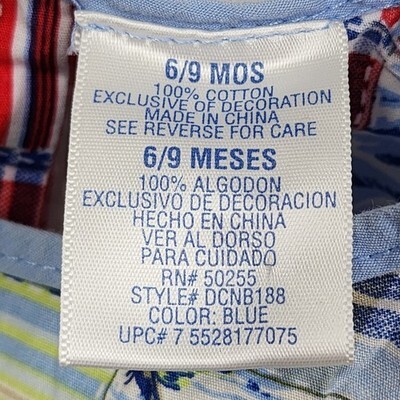 6/9 MOS
100% COTTON
EXCLUSIVE OF DECORATION
MADE IN CHINA
SEE REVERSE FOR CARE
6/9 MESES
100% ALGODON
EXCLUSIVO DE DECORACION
HECHO EN CHINA
VER AL DORSO
PARA CUIDADO
RN# 50255
STYLE# DCNB188
COLOR: BLUE
UPC# 7 5528177075